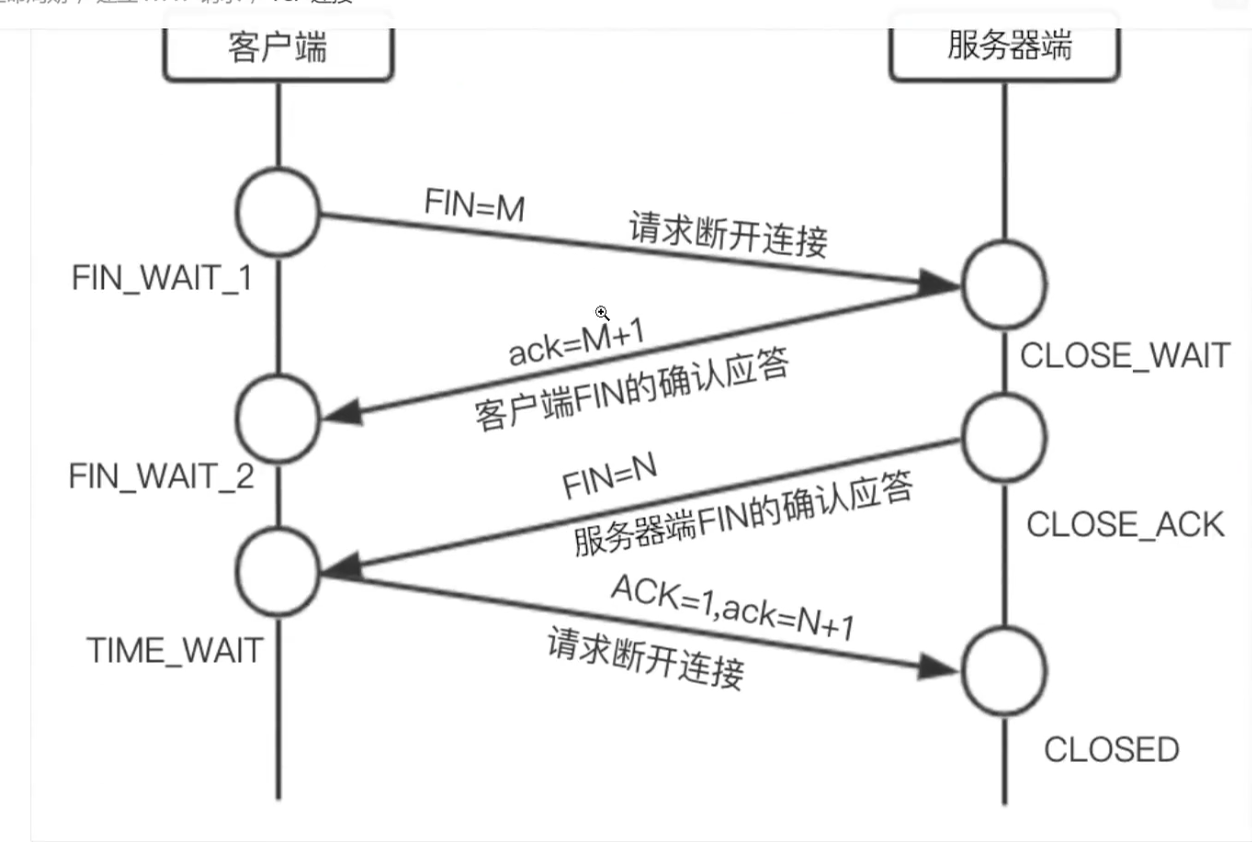 客户端
服务器端
FIN=M
请求断开连接
FIN_WAIT_1
ack=M+1
客户端FIN的确认应答
CLOSE_WAIT
FIN_WAIT_2
FIN=N
服务器端FIN的确认应答
CLOSE_ACK
ACK=1,ack=N+1
请求断开连接
TIME_WAIT
CLOSED